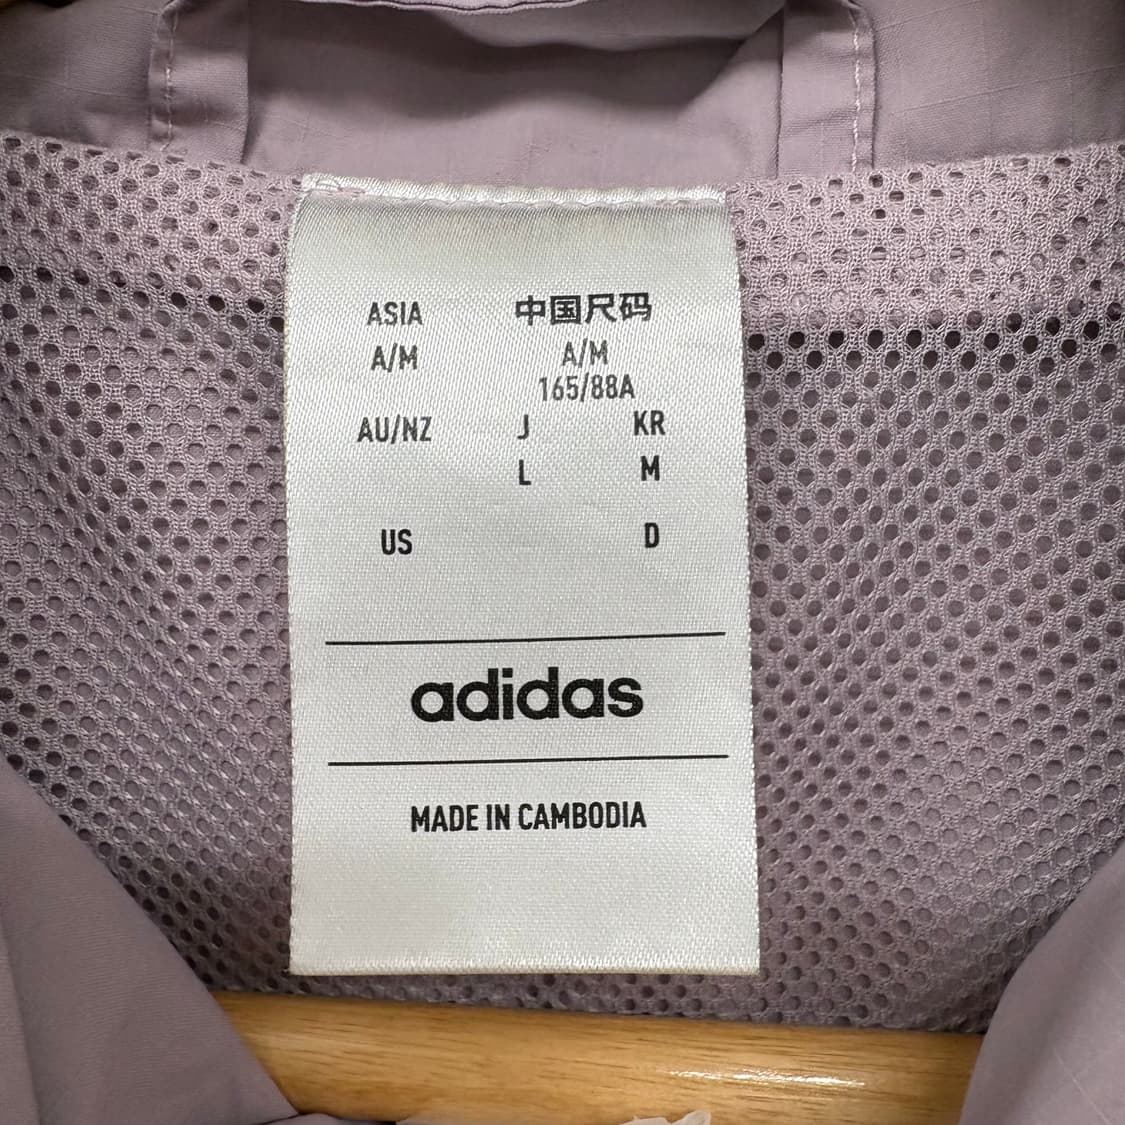 ASIA 中国尺码
A/M A/M
165/88A
AU/NZ J KR
L M
US D
adidas
MADE IN CAMBODIA